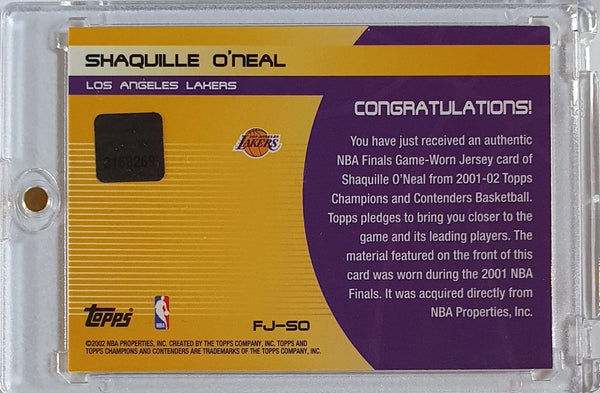 SHAQUILLE O'NEAL
LOS ANGELES LAKERS
CONGRATULATIONS!
You have just received an authentic
NBA Finals Game-Worn Jersey card of
Shaquille O'Neal from 2001-02 Topps
Champions and Contenders Basketball.
Topps pledges to bring you closer to the
game and its leading players. The
material featured on the front of this
card was worn during the 2001 NBA
Finals. It was acquired directly from
NBA Properties, Inc.
LAKERS
Topps
NBA
FJ-SO
©2002 NBA PROPERTIES, INC. CREATED BY THE TOPPS COMPANY, INC. TOPPS AND
TOPPS CHAMPIONS AND CONTENDERS ARE TRADEMARKS OF THE TOPPS COMPANY, INC.